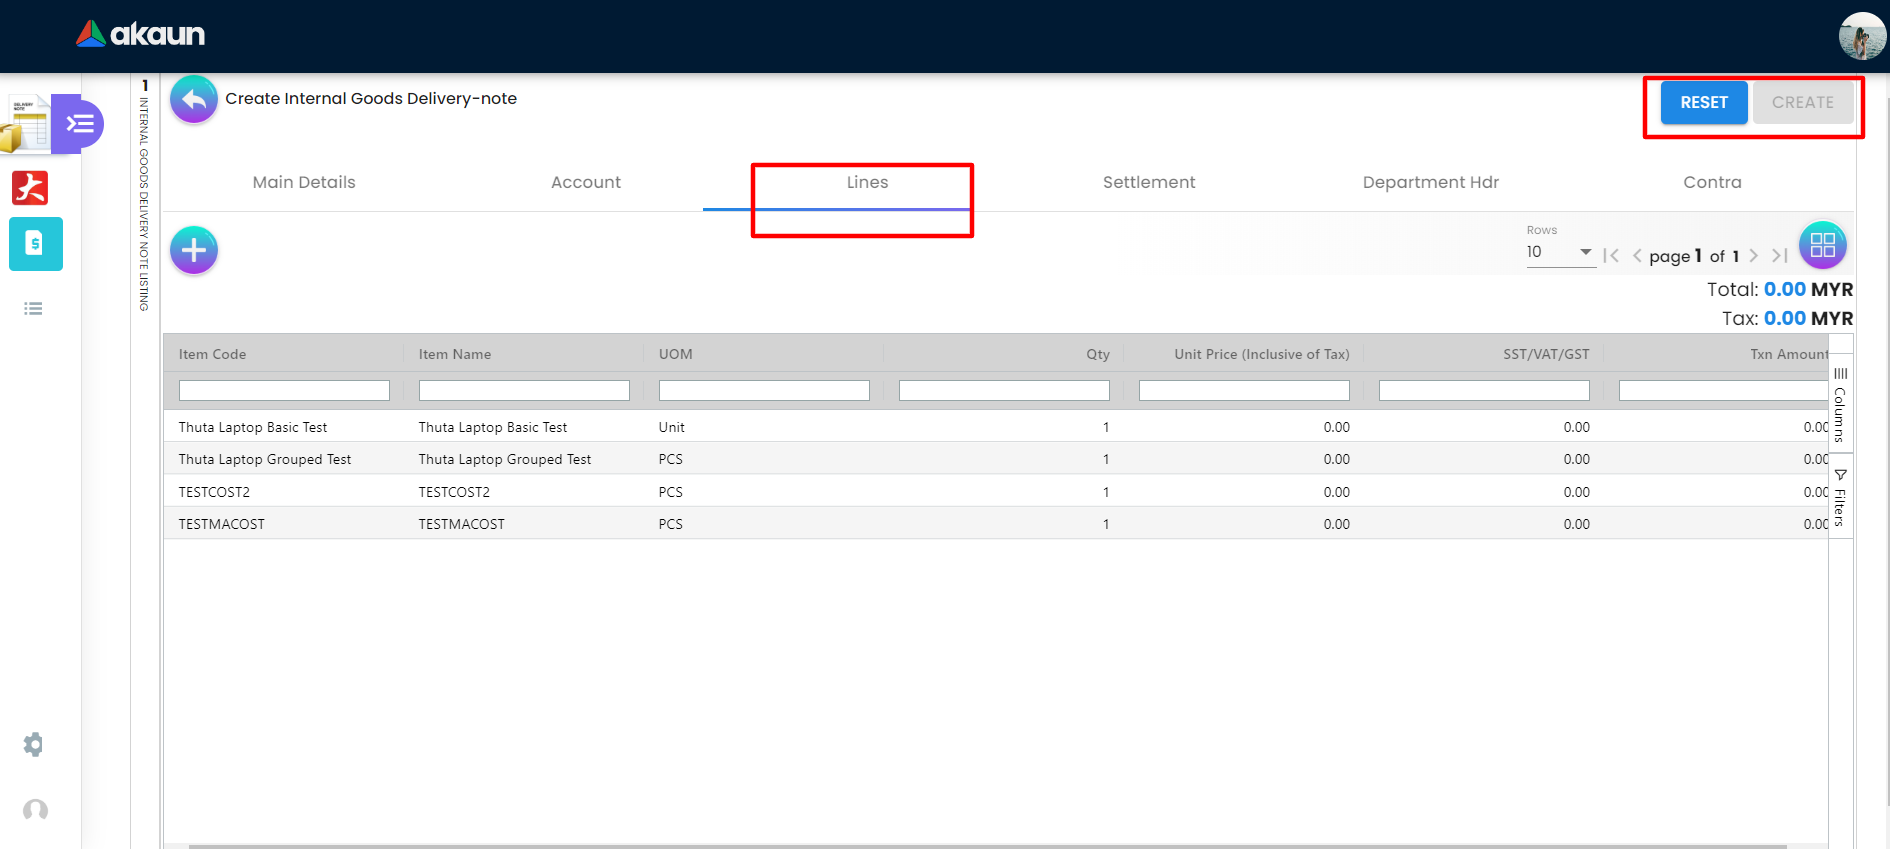 akaun
DELIVERY
NOTE
1
INTERNAL GOODS DELIVERY NOTE LISTING
Create Internal Goods Delivery-note
RESET
CREATE
Main Details
Account
Lines
Settlement
Department Hdr
Contra
Rows
10
page 1 of 1
Total: 0.00 MYR
Tax: 0.00 MYR
Item Code Item Name UOM Qty Unit Price (Inclusive of Tax) SST/VAT/GST Txn Amount
Thuta Laptop Basic Test Thuta Laptop Basic Test Unit 1 0.00 0.00 0.00
Thuta Laptop Grouped Test Thuta Laptop Grouped Test PCS 1 0.00 0.00 0.00
TESTCOST2 TESTCOST2 PCS 1 0.00 0.00 0.00
TESTMACOST TESTMACOST PCS 1 0.00 0.00 0.00
Columns
Filters